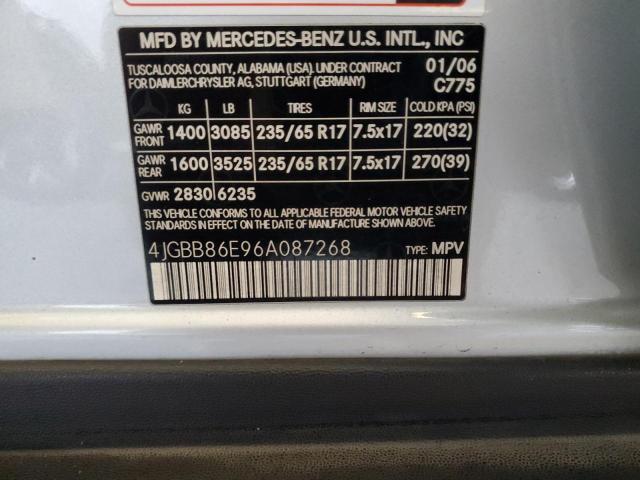 MFD BY MERCEDES-BENZ U.S. INTL., INC
TUSCALOOSA COUNTY, ALABAMA (USA). UNDER CONTRACT 01/06
FOR DAIMLERCHRYSLER AG, STUTTGART (GERMANY) C775
KG LB TIRES RIM SIZE COLD KPA (PSI)
GAWR FRONT 1400 3085 235/65 R17 7.5x17 220(32)
GAWR REAR 1600 3525 235/65 R17 7.5x17 270(39)
GVWR 2830 6235
THIS VEHICLE CONFORMS TO ALL APPLICABLE FEDERAL MOTOR VEHICLE SAFETY
STANDARDS IN EFFECT ON THE DATE OF MANUFACTURE SHOWN ABOVE.
4JGBB86E96A087268 TYPE: MPV